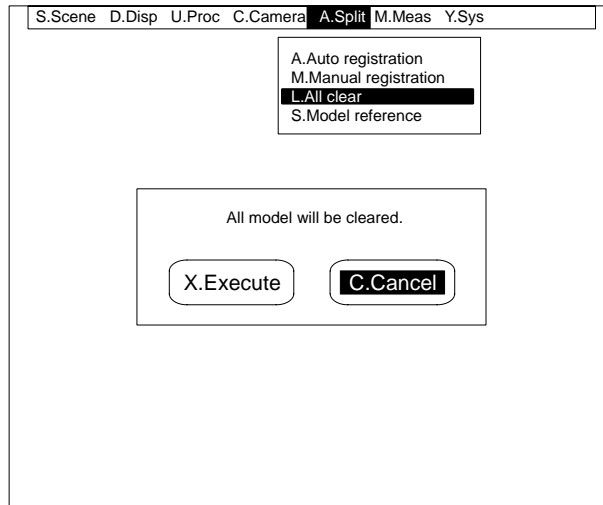 S.Scene D.Disp U.Proc C.Camera A.Split M.Meas Y.Sys
A.Auto registration
M.Manual registration
L.All clear
S.Model reference
All model will be cleared.
X.Execute C.Cancel